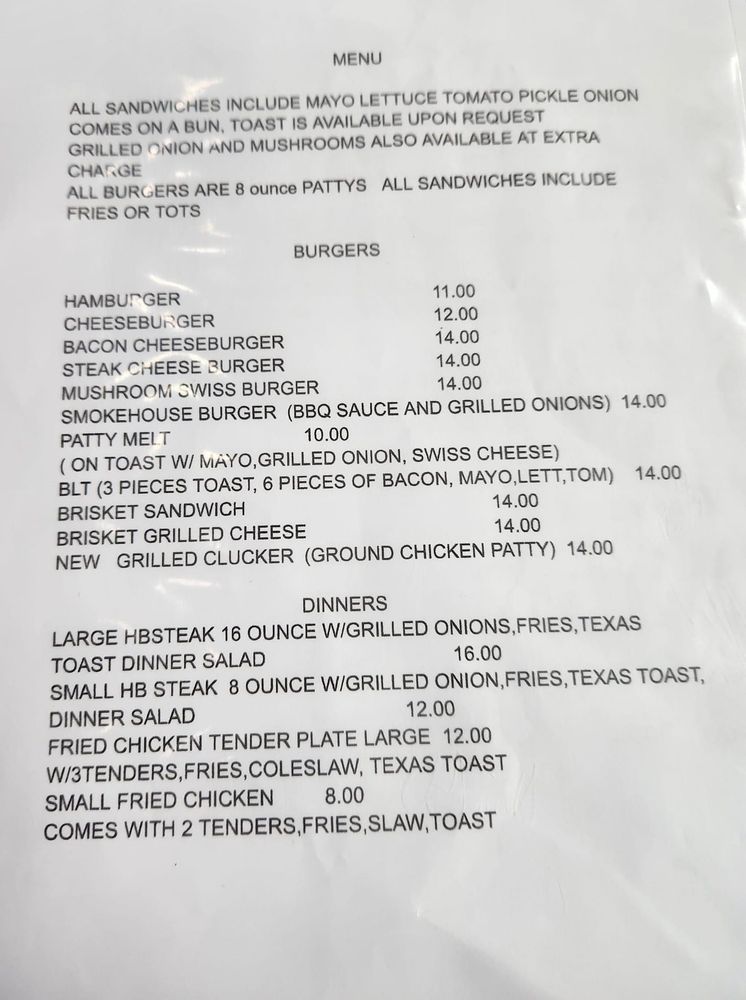 MENU
ALL SANDWICHES INCLUDE MAYO LETTUCE TOMATO PICKLE ONION
COMES ON A BUN, TOAST IS AVAILABLE UPON REQUEST
GRILLED ONION AND MUSHROOMS ALSO AVAILABLE AT EXTRA
CHARGE
ALL BURGERS ARE 8 ounce PATTYS ALL SANDWICHES INCLUDE
FRIES OR TOTS
BURGERS
HAMBURGER 11.00
CHEESEBURGER 12.00
BACON CHEESEBURGER 14.00
STEAK CHEESE BURGER 14.00
MUSHROOM SWISS BURGER 14.00
SMOKEHOUSE BURGER (BBQ SAUCE AND GRILLED ONIONS) 14.00
PATTY MELT 10.00
( ON TOAST W/ MAYO,GRILLED ONION, SWISS CHEESE)
BLT (3 PIECES TOAST, 6 PIECES OF BACON, MAYO,LETT,TOM) 14.00
BRISKET SANDWICH 14.00
BRISKET GRILLED CHEESE 14.00
NEW GRILLED CLUCKER (GROUND CHICKEN PATTY) 14.00
DINNERS
LARGE HBSTEAK 16 OUNCE W/GRILLED ONIONS,FRIES,TEXAS
TOAST DINNER SALAD 16.00
SMALL HB STEAK 8 OUNCE W/GRILLED ONION,FRIES,TEXAS TOAST,
DINNER SALAD 12.00
FRIED CHICKEN TENDER PLATE LARGE 12.00
W/3TENDERS,FRIES,COLESLAW, TEXAS TOAST
SMALL FRIED CHICKEN 8.00
COMES WITH 2 TENDERS,FRIES,SLAW,TOAST